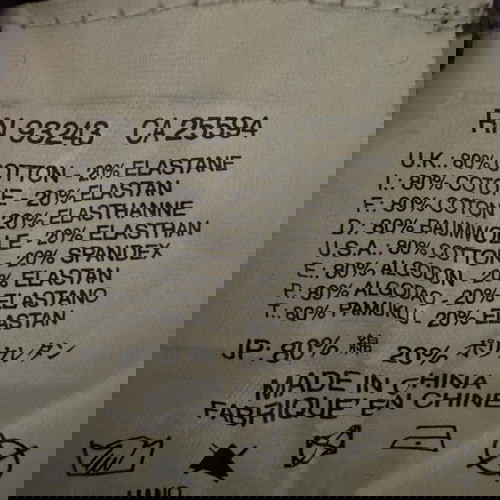 RN 93243 CA 25594
U.K.: 80% COTTON - 20% ELASTANE
I.: 80% COTONE - 20% ELASTAN
F.: 80% COTON - 20% ELASTHANNE
D.: 80% BAUMWOLLE - 20% ELASTHAN
U.S.A.: 80% COTTON - 20% SPANDEX
E.: 80% ALGODON - 20% ELASTAN
P.: 80% ALGODAO - 20% ELASTANO
T.: 80% PAMUKLU - 20% ELASTAN
JP: 80% 綿 20% ポリウレタン
MADE IN CHINA
FABRIQUE' EN CHINE